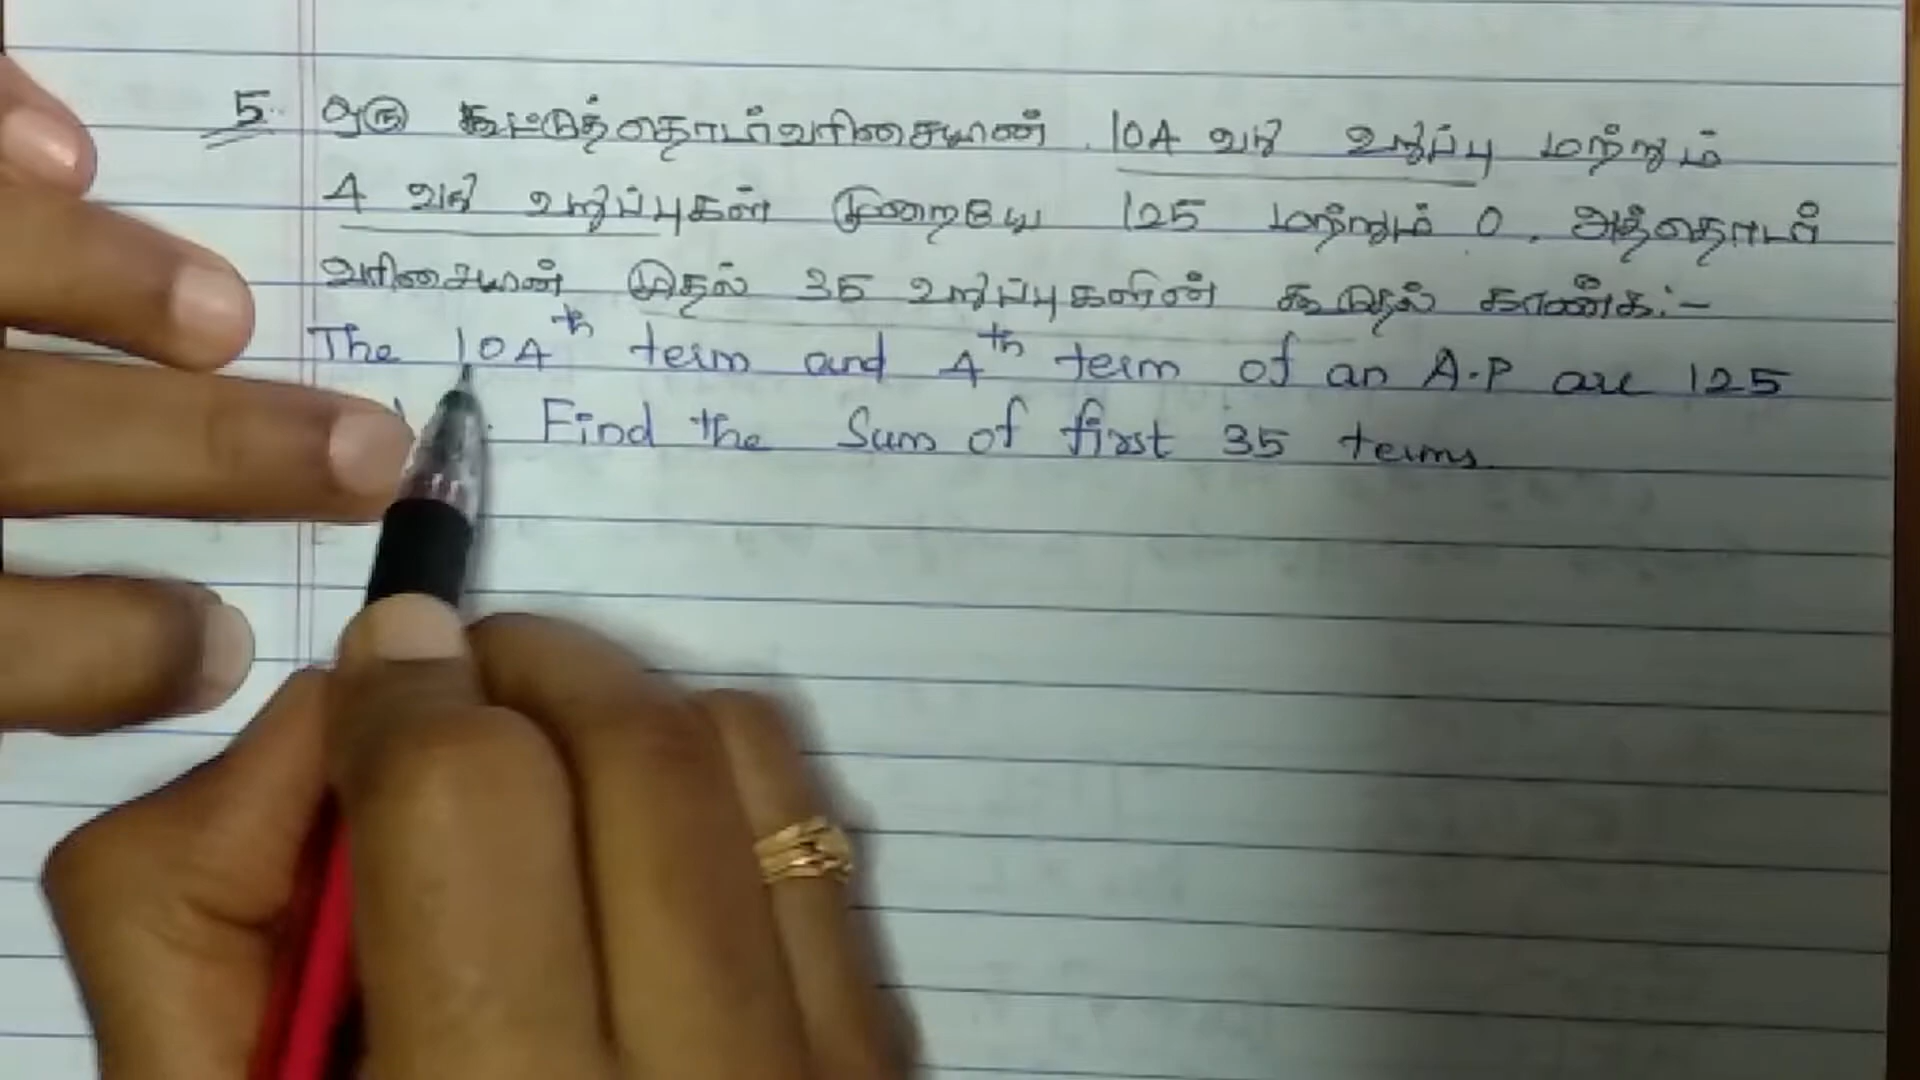 5. ஒரு கூட்டுத்தொடர்வரிசையின் 104 வது உறுப்பு மற்றும்
4 வது உறுப்புகள் முறையே 125 மற்றும் 0. அத்தொடர்
வரிசையின் முதல் 35 உறுப்புகளின் கூடுதல் காண்க:-
The 104th term and 4th term of an A.P are 125
Find the Sum of first 35 terms.